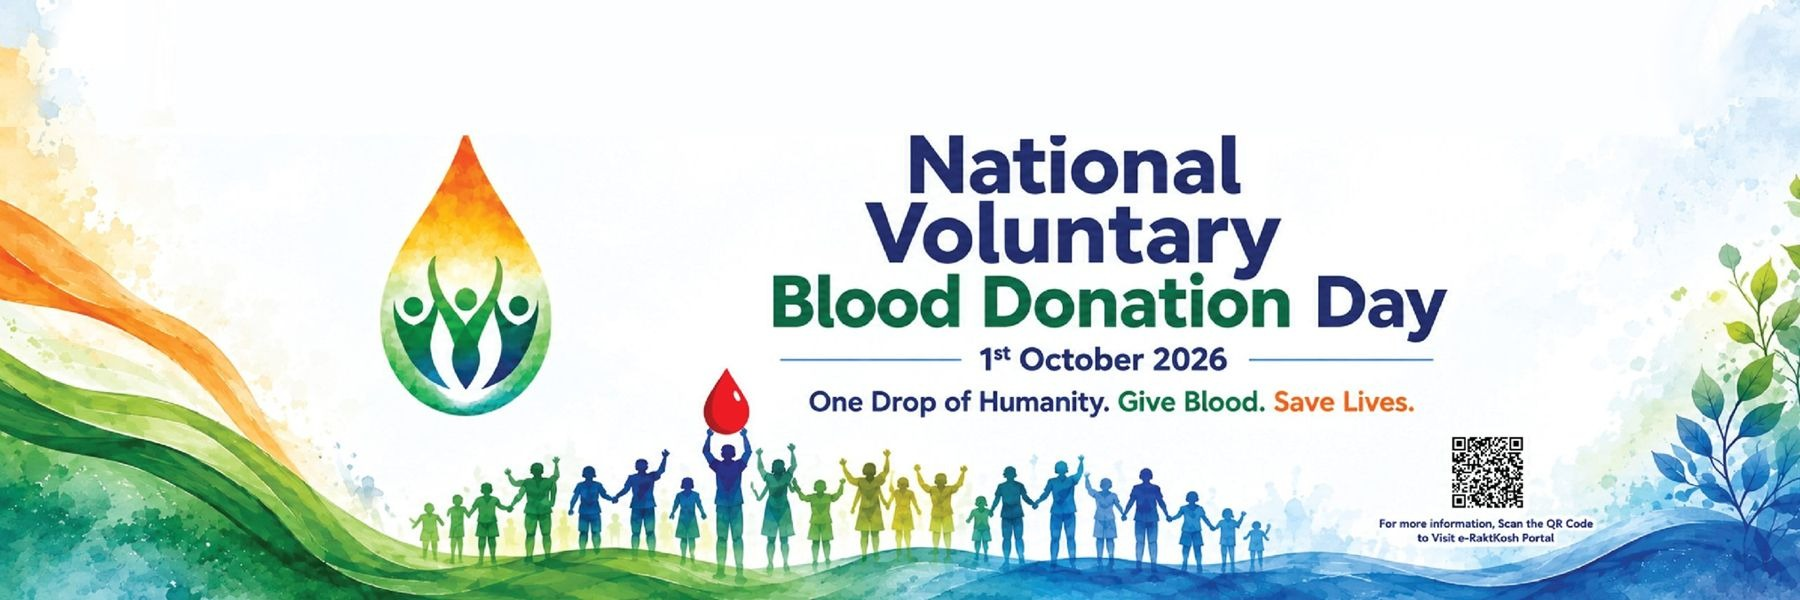 National
Voluntary
Blood Donation Day
1st October 2026
One Drop of Humanity. Give Blood. Save Lives.
For more information, Scan the QR Code
to Visit e-RaktKosh Portal